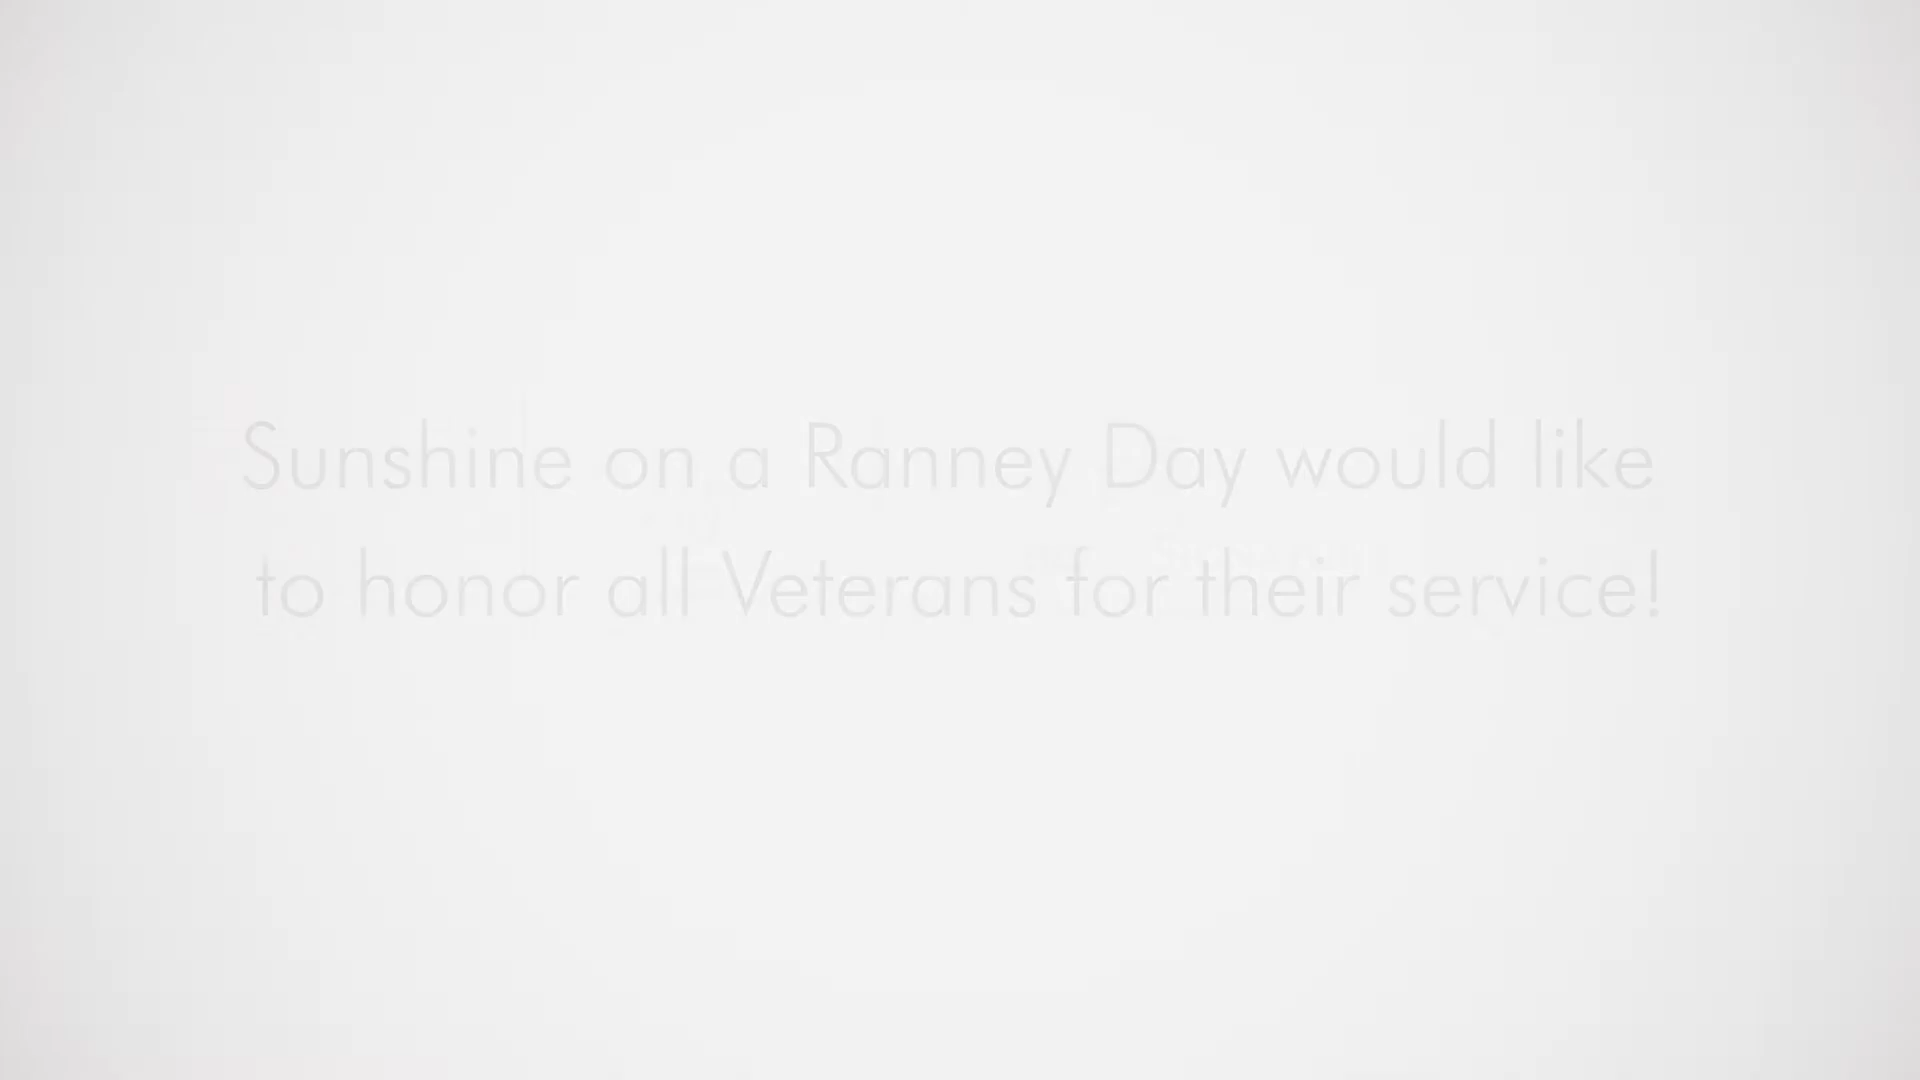 Sunshine on a Ranney Day would like
to honor all Veterans for their service!